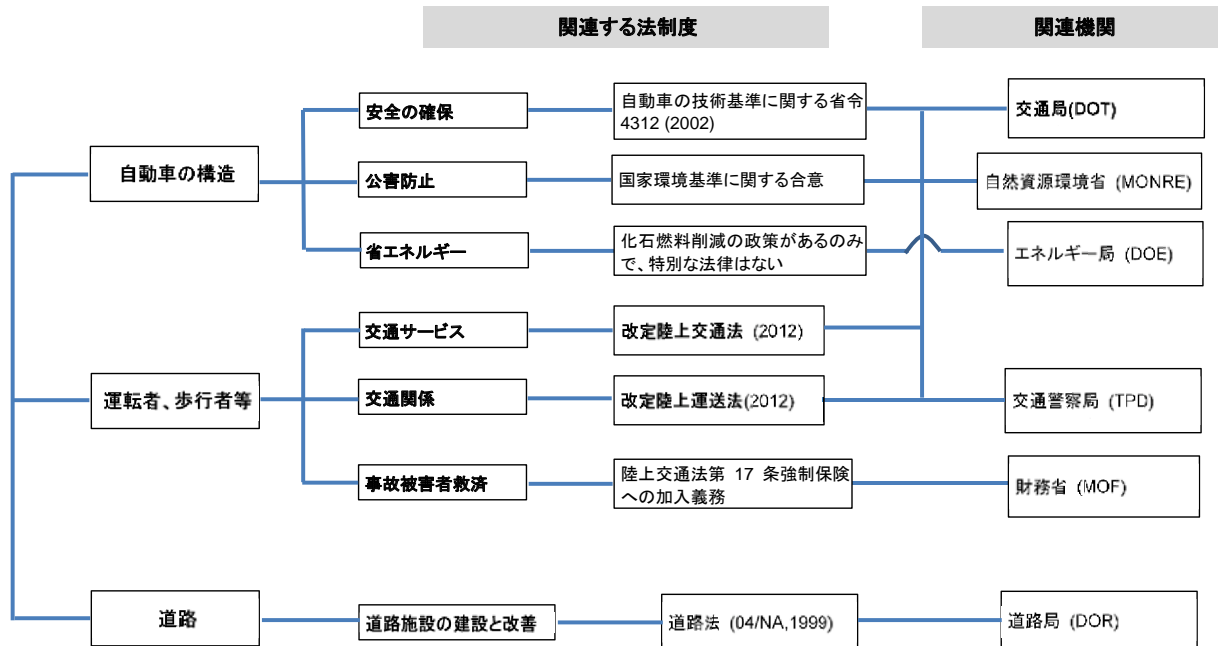 関連する法制度
関連機関
安全の確保
自動車の技術基準に関する省令
4312 (2002)
交通局(DOT)
自動車の構造
公害防止
国家環境基準に関する合意
自然資源環境省 (MONRE)
省エネルギー
化石燃料削減の政策があるのみ
で、特別な法律はない
エネルギー局 (DOE)
交通サービス
改定陸上交通法 (2012)
運転者、歩行者等
交通関係
改定陸上運送法(2012)
交通警察局 (TPD)
事故被害者救済
陸上交通法第 17 条強制保険
への加入義務
財務省 (MOF)
道路
道路施設の建設と改善
道路法 (04/NA,1999)
道路局 (DOR)